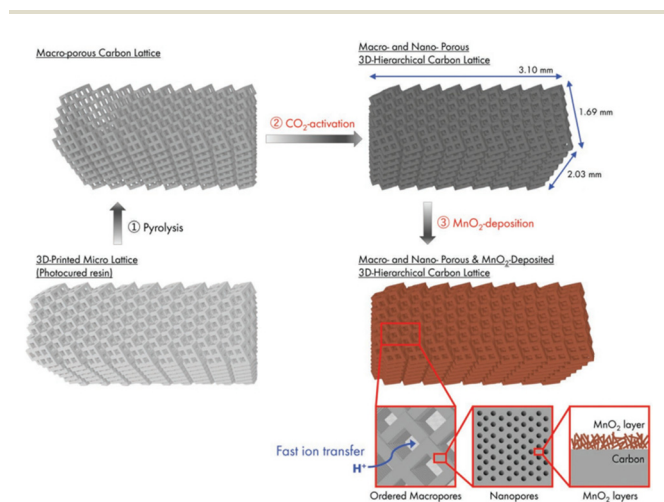 Macro-porous Carbon Lattice
② CO₂-activation
Macro- and Nano- Porous
3D-Hierarchical Carbon Lattice
3.10 mm
1.69 mm
2.03 mm
① Pyrolysis
③ MnO₂-deposition
3D-Printed Micro Lattice
(Photocured resin)
Macro- and Nano- Porous & MnO₂-Deposited
3D-Hierarchical Carbon Lattice
Fast ion transfer
H⁺
Ordered Macropores
Nanopores
MnO₂ layer
Carbon
MnO₂ layers